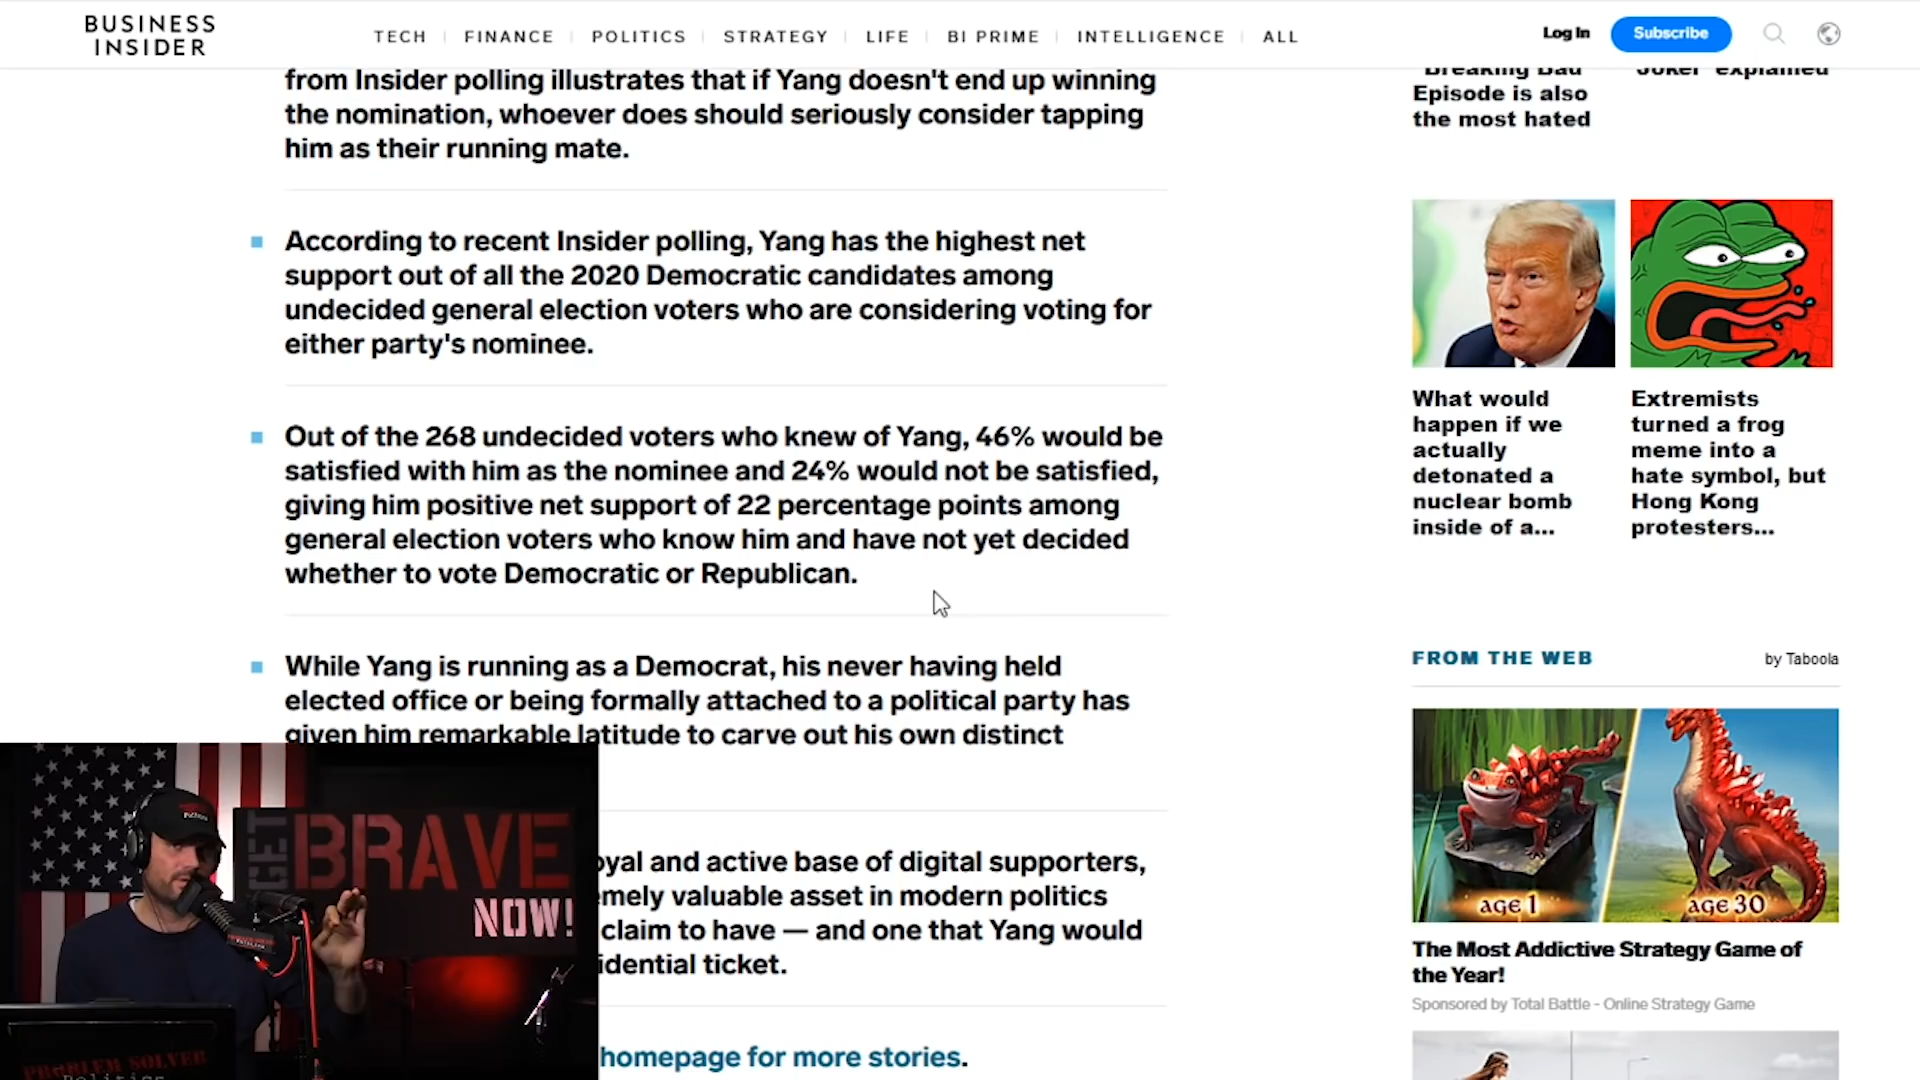 BUSINESS
INSIDER
TECH
FINANCE
POLITICS
STRATEGY
LIFE
BI PRIME
INTELLIGENCE
ALL
Log In
Subscribe
from Insider polling illustrates that if Yang doesn't end up winning
the nomination, whoever does should seriously consider tapping
him as their running mate.
According to recent Insider polling, Yang has the highest net
support out of all the 2020 Democratic candidates among
undecided general election voters who are considering voting for
either party's nominee.
Out of the 268 undecided voters who knew of Yang, 46% would be
satisfied with him as the nominee and 24% would not be satisfied,
giving him positive net support of 22 percentage points among
general election voters who know him and have not yet decided
whether to vote Democratic or Republican.
While Yang is running as a Democrat, his never having held
elected office or being formally attached to a political party has
given him remarkable latitude to carve out his own distinct
oyal and active base of digital supporters,
emely valuable asset in modern politics
claim to have — and one that Yang would
idential ticket.
homepage for more stories.
"Breaking Bad"
Episode is also
the most hated
'Joker' explained
What would
happen if we
actually
detonated a
nuclear bomb
inside of a...
Extremists
turned a frog
meme into a
hate symbol, but
Hong Kong
protesters...
FROM THE WEB
by Taboola
AGE 1
AGE 30
The Most Addictive Strategy Game of
the Year!
Sponsored by Total Battle - Online Strategy Game
GET
BRAVE
NOW!
PROBLEM SOLVER
Politics